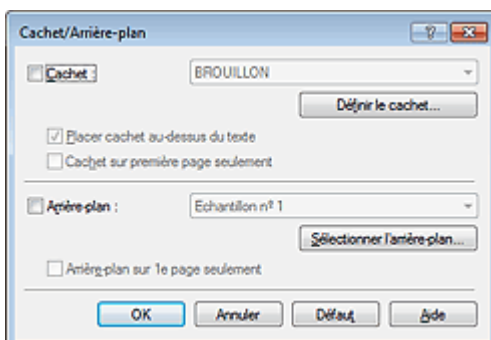 Cachet/Arrière-plan
Cachet : BROUILLON
Définir le cachet...
Placer cachet au-dessus du texte
Cachet sur première page seulement
Arrière-plan : Echantillon nº 1
Sélectionner l'arrière-plan...
Arrière-plan sur 1e page seulement
OK Annuler Défaut Aide